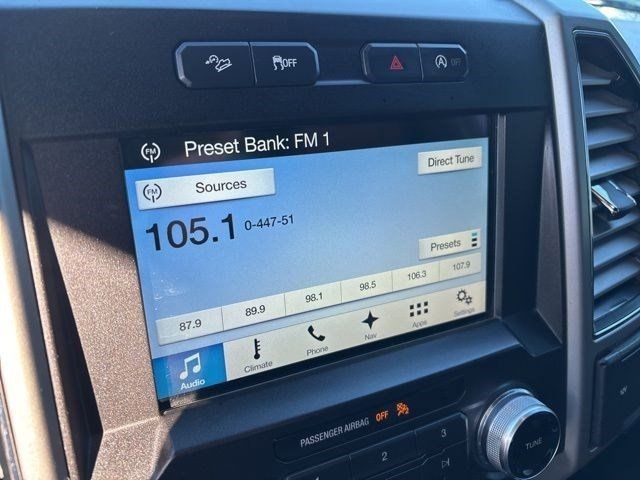 OFF
OFF
FM
Preset Bank: FM 1
FM
Sources
Direct Tune
105.1 0-447-51
Presets
87.9 89.9 98.1 98.5 106.3 107.9
Audio Climate Phone Nav Apps Settings
PASSENGER AIRBAG OFF
2 3
TUNE